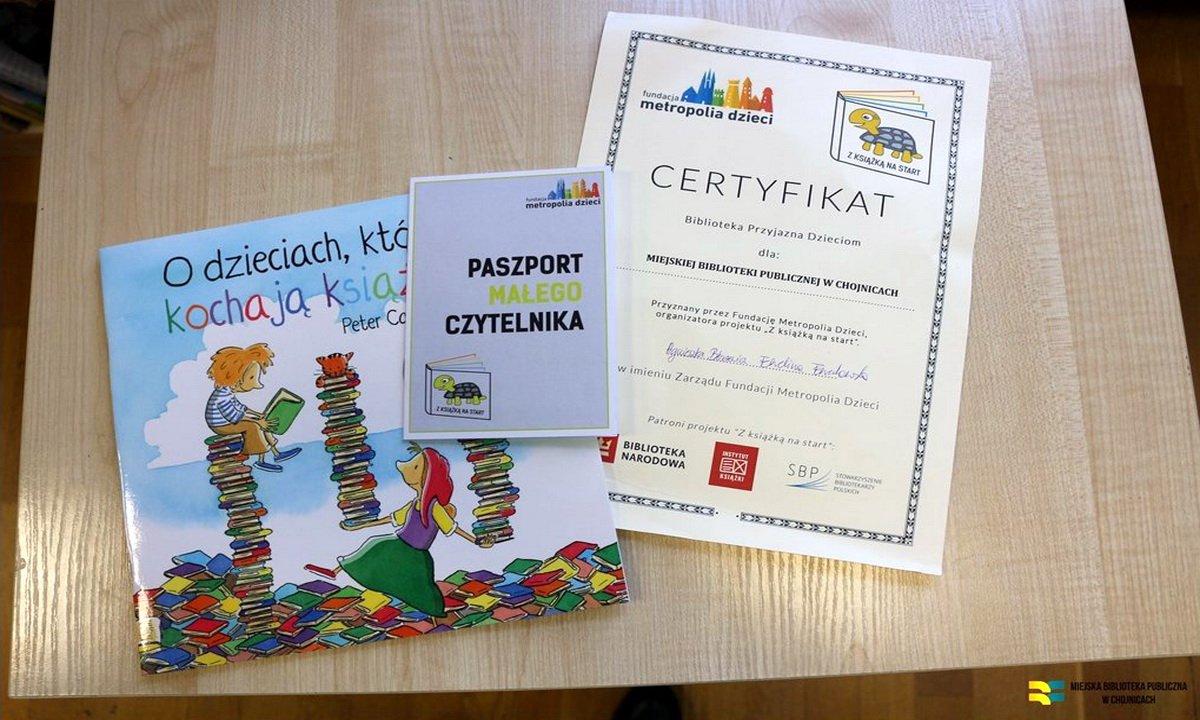 O dzieciach, któ
kochają książ
Peter Co
fundacja
metropolia dzieci
PASZPORT
MAŁEGO
CZYTELNIKA
Z KSIĄŻKĄ NA START
fundacja
metropolia dzieci
Z KSIĄŻKĄ NA START
CERTYFIKAT
Biblioteka Przyjazna Dzieciom
dla:
MIEJSKIEJ BIBLIOTEKI PUBLICZNEJ W CHOJNICACH
Przyznany przez Fundację Metropolia Dzieci,
organizatora projektu „Z książką na start".
w imieniu Zarządu Fundacji Metropolia Dzieci
Patroni projektu "Z książką na start":
BIBLIOTEKA
NARODOWA
INSTYTUT
KSIĄŻKI
SBP
STOWARZYSZENIE
BIBLIOTEKARZY
POLSKICH
MIEJSKA BIBLIOTEKA PUBLICZNA
W CHOJNICACH